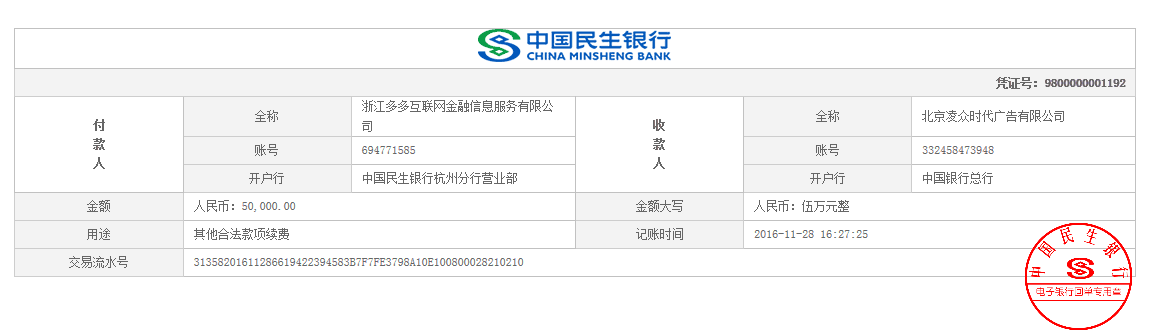 中国民生银行
CHINA MINSHENG BANK
凭证号：9800000001192
付款人
全称
浙江多多互联网金融信息服务有限公
司
收款人
全称
北京凌众时代广告有限公司
账号
694771585
账号
332458473948
开户行
中国民生银行杭州分行营业部
开户行
中国银行总行
金额
人民币：50,000.00
金额大写
人民币：伍万元整
用途
其他合法款项续费
记账时间
2016-11-28 16:27:25
交易流水号
31358201611286619422394583B7F7FE3798A10E100800028210210
中国民生银行
电子银行回单专用章